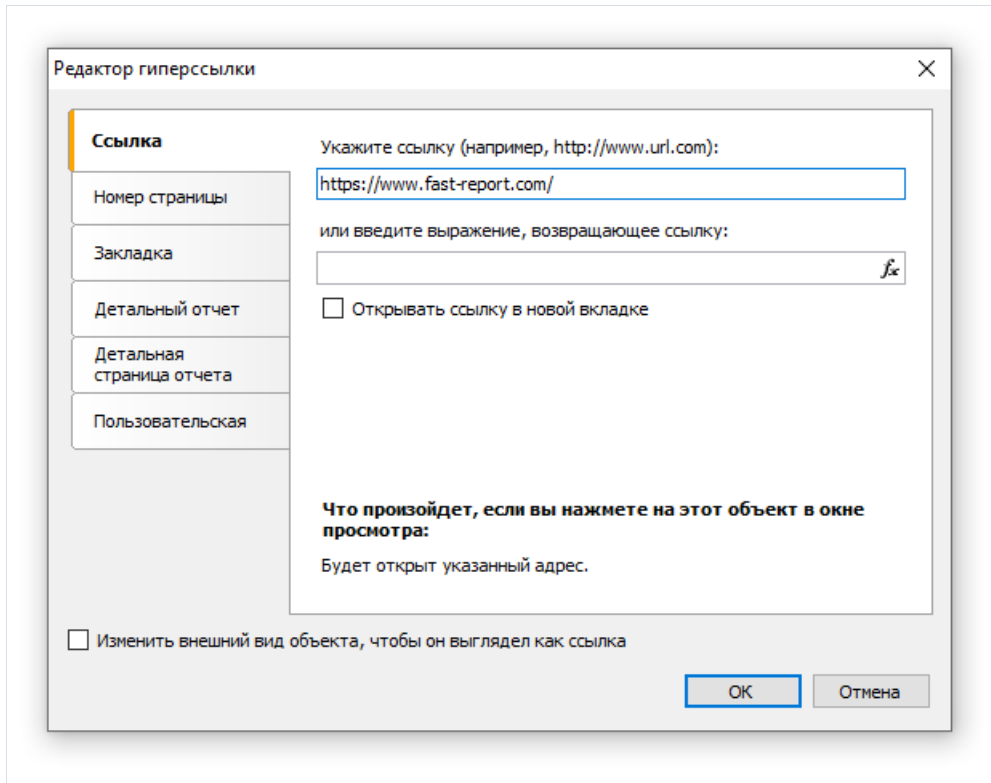 Редактор гиперссылки
Ссылка
Номер страницы
Закладка
Детальный отчет
Детальная
страница отчета
Пользовательская
Укажите ссылку (например, http://www.url.com):
https://www.fast-report.com/
или введите выражение, возвращающее ссылку:
fx
Открывать ссылку в новой вкладке
Что произойдет, если вы нажмете на этот объект в окне
просмотра:
Будет открыт указанный адрес.
Изменить внешний вид объекта, чтобы он выглядел как ссылка
ОК
Отмена